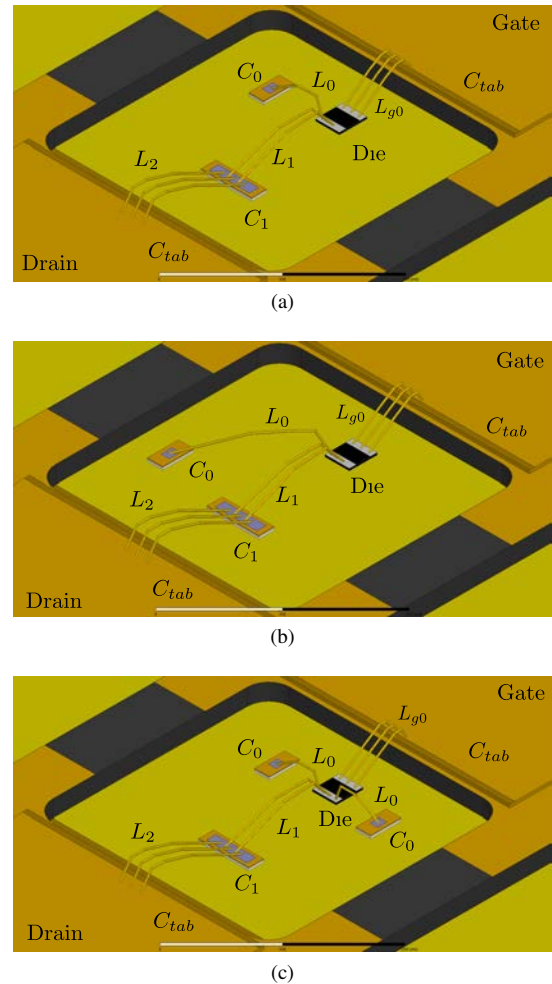 Gate
C_0 L_0 C_tab
L_g0
Die
L_2 L_1
C_1
C_tab
Drain
(a)
Gate
L_0 L_g0
C_tab
C_0 Die
L_2 L_1
C_1
C_tab
Drain
(b)
Gate
L_g0
C_0 L_0 C_tab
L_0
Die
L_2 L_1 C_0
C_1
C_tab
Drain
(c)